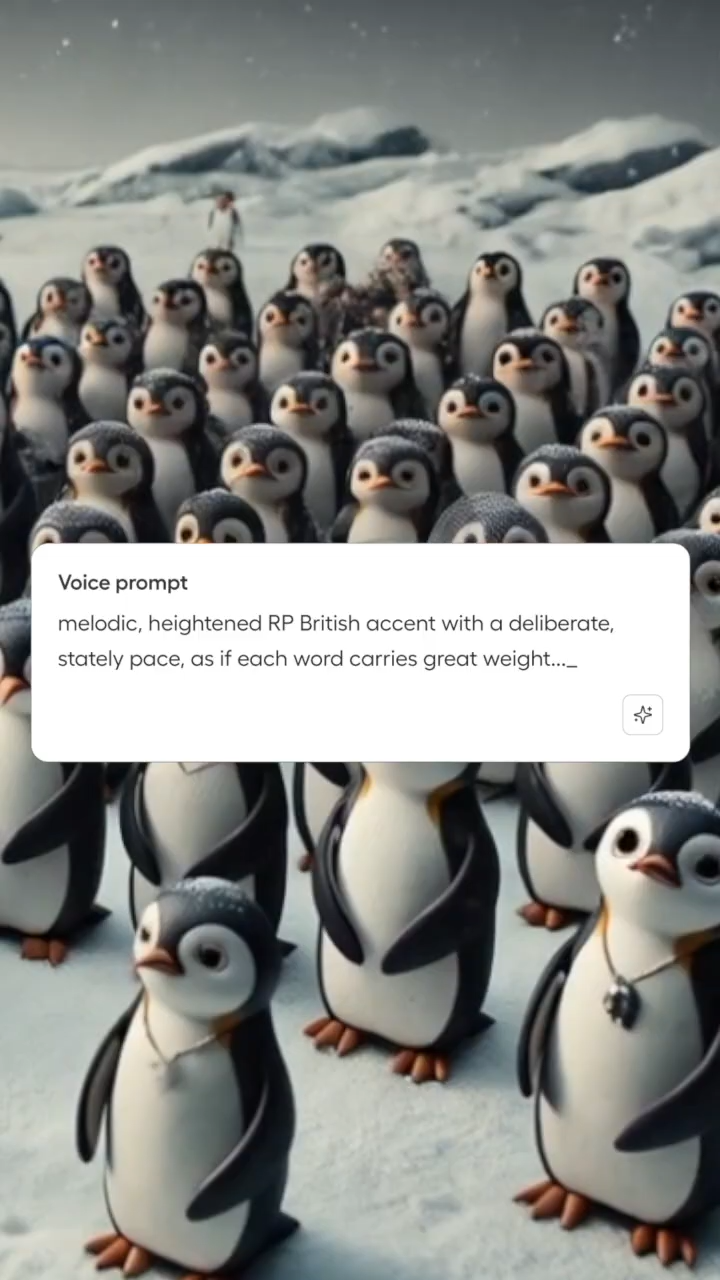 Voice prompt
melodic, heightened RP British accent with a deliberate,
stately pace, as if each word carries great weight..._